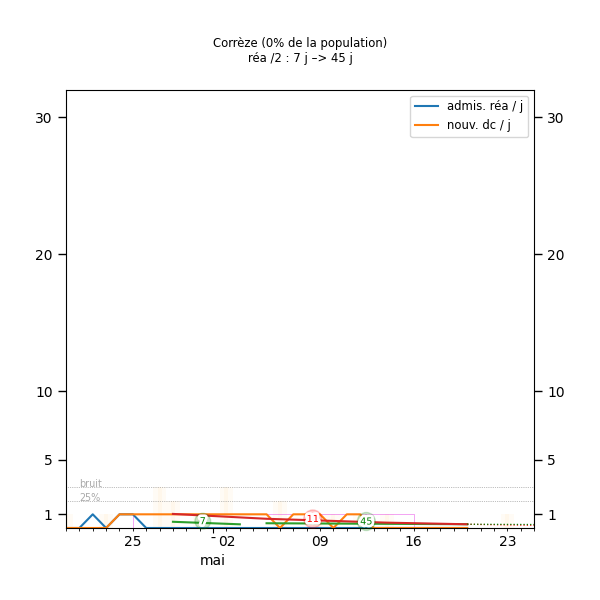 Corrèze (0% de la population)
réa /2 : 7 j –> 45 j
admis. réa / j
nouv. dc / j
30 30
20 20
10 10
5 5
bruit
25%
1 7 11 45 1
25 - 02 09 16 23
mai